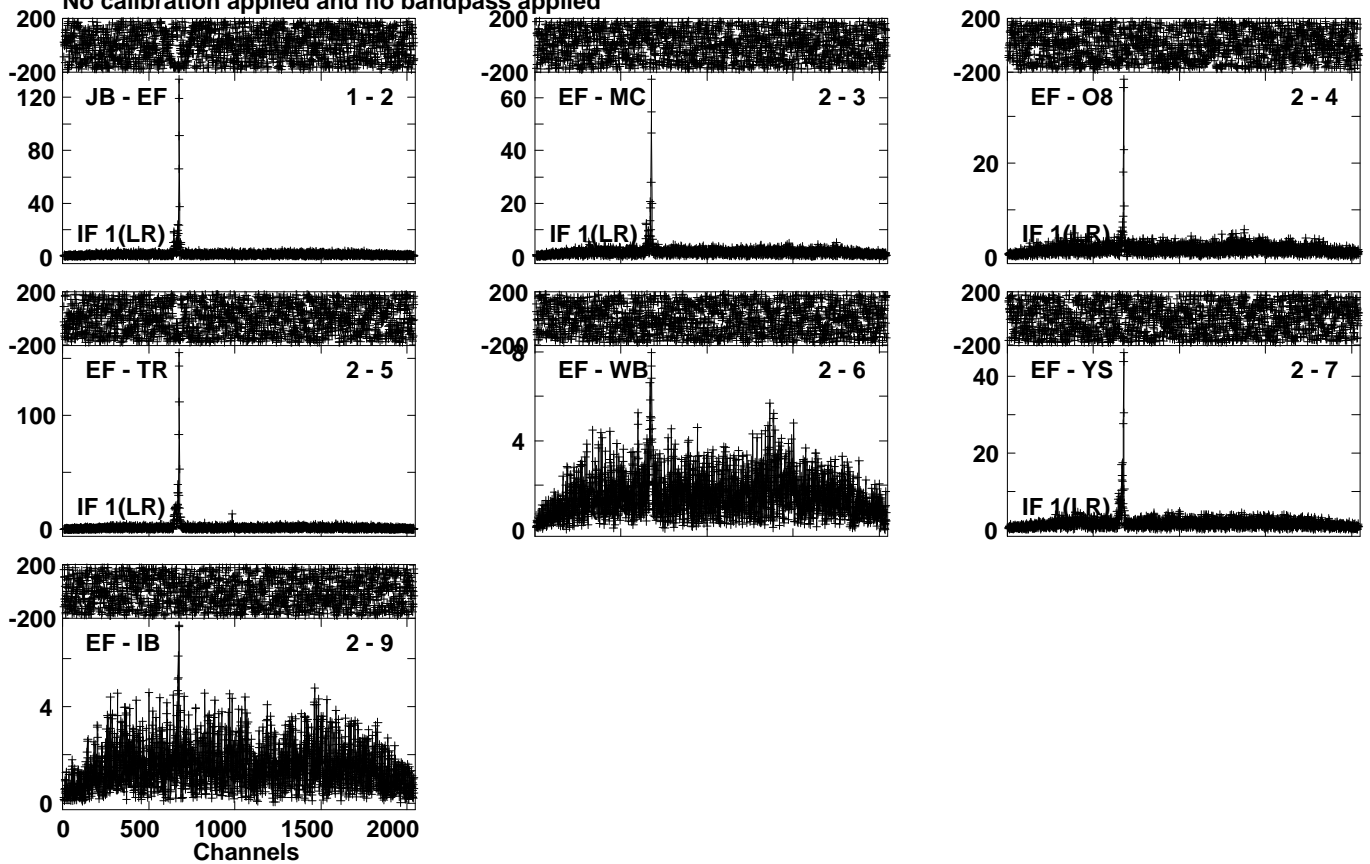 No calibration applied and no bandpass applied
200
-200
JB - EF 1 - 2
120
80
40
0
IF 1(LR)
200
-200
EF - MC 2 - 3
60
40
20
0
IF 1(LR)
200
-200
EF - O8 2 - 4
20
0
IF 1(LR)
200
-200
EF - TR 2 - 5
100
0
IF 1(LR)
200
-200
8
EF - WB 2 - 6
4
0
200
-200
EF - YS 2 - 7
40
20
0
IF 1(LR)
200
-200
EF - IB 2 - 9
4
0
0 500 1000 1500 2000
Channels